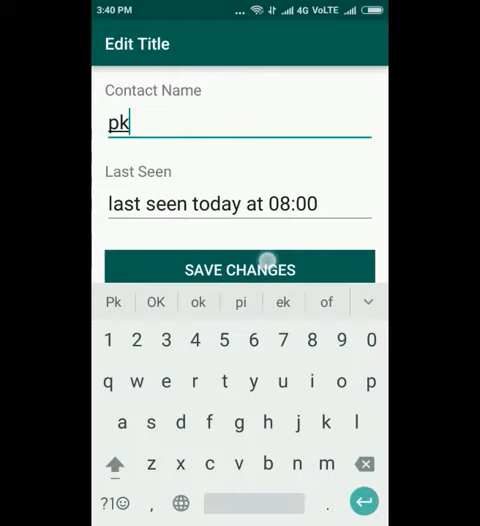 3:40 PM ... 4G VoLTE
Edit Title
Contact Name
pk
Last Seen
last seen today at 08:00
SAVE CHANGES
Pk OK ok pi ek of
1 2 3 4 5 6 7 8 9 0
q w e r t y u i o p
a s d f g h j k l
z x c v b n m
?1☺ , .